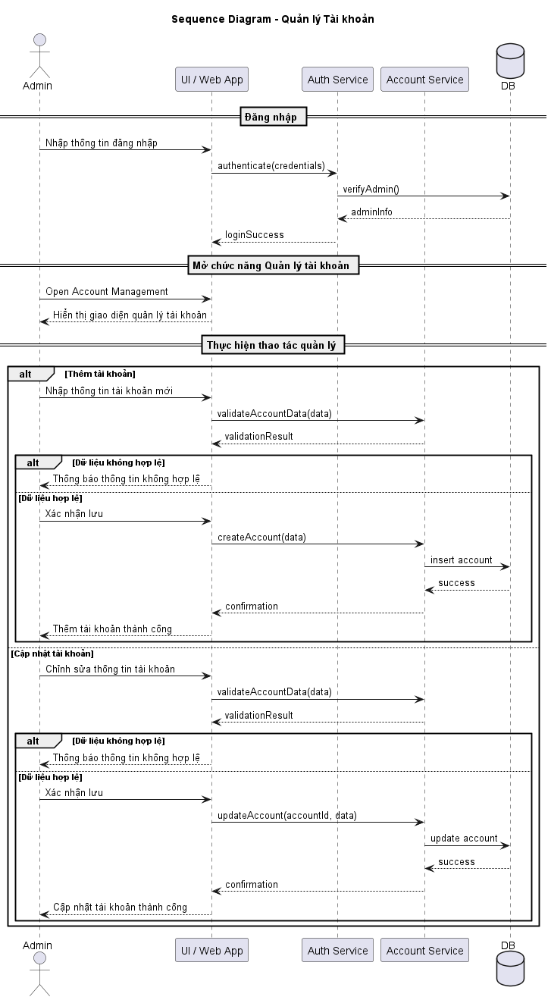 Sequence Diagram - Quản lý Tài khoản
Admin
UI / Web App
Auth Service
Account Service
DB
Đăng nhập
Nhập thông tin đăng nhập
authenticate(credentials)
verifyAdmin()
adminInfo
loginSuccess
Mở chức năng Quản lý tài khoản
Open Account Management
Hiển thị giao diện quản lý tài khoản
Thực hiện thao tác quản lý
alt [Thêm tài khoản]
Nhập thông tin tài khoản mới
validateAccountData(data)
validationResult
alt [Dữ liệu không hợp lệ]
Thông báo thông tin không hợp lệ
[Dữ liệu hợp lệ]
Xác nhận lưu
createAccount(data)
insert account
success
confirmation
Thêm tài khoản thành công
[Cập nhật tài khoản]
Chỉnh sửa thông tin tài khoản
validateAccountData(data)
validationResult
alt [Dữ liệu không hợp lệ]
Thông báo thông tin không hợp lệ
[Dữ liệu hợp lệ]
Xác nhận lưu
updateAccount(accountId, data)
update account
success
confirmation
Cập nhật tài khoản thành công
Admin
UI / Web App
Auth Service
Account Service
DB